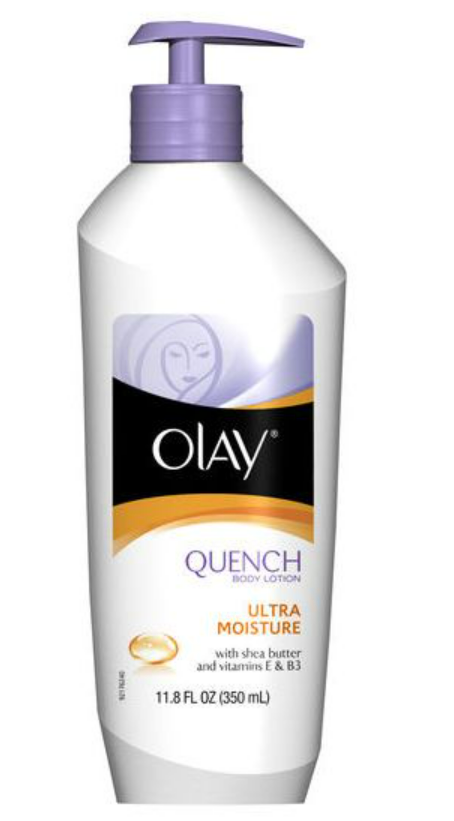 OLAY®
QUENCH
BODY LOTION
ULTRA
MOISTURE
with shea butter
and vitamins E & B3
11.8 FL OZ (350 mL)